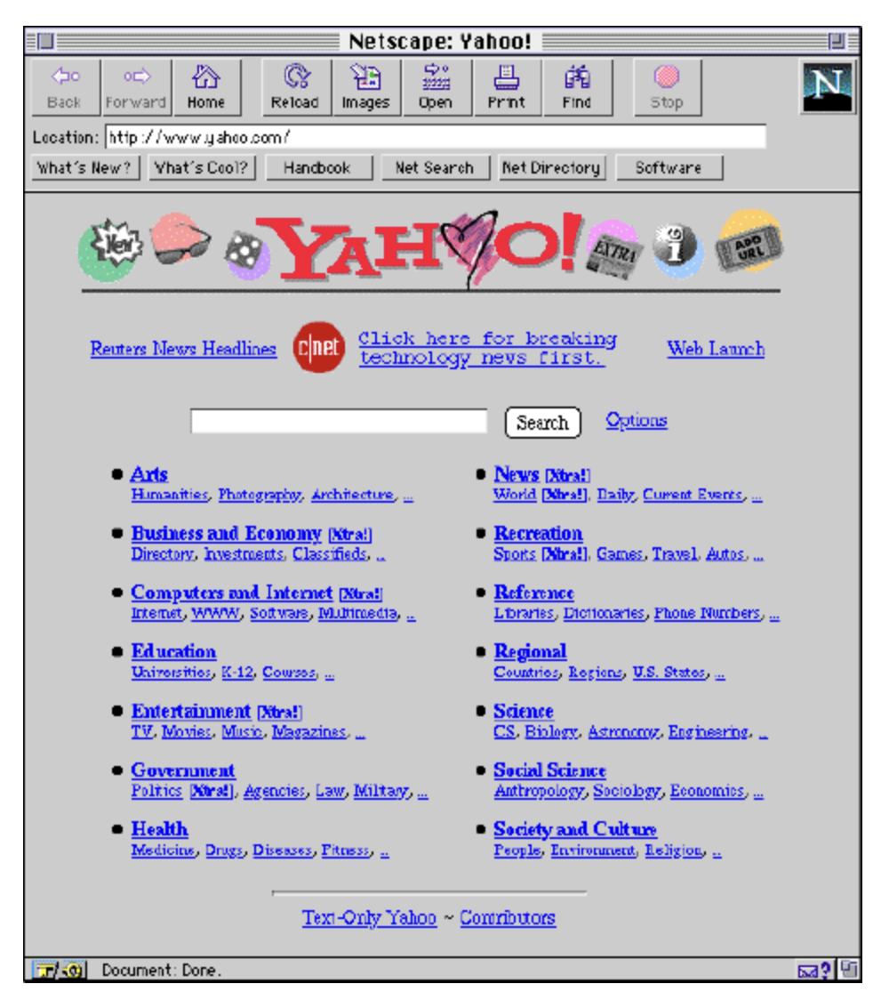 Netscape: Yahoo!
Back Forward Home Reload Images Open Print Find Stop N
Location: http://www.yahoo.com/
What's New? What's Cool? Handbook Net Search Net Directory Software
New! YAHOO! EXTRA i ADD URL
Reuters News Headlines c|net Click here for breaking technology news first. Web Launch
Search Options
Arts
Humanities, Photography, Architecture, ...
News [Xtra!]
World [Xtra!], Daily, Current Events, ...
Business and Economy [Xtra!]
Directory, Investments, Classifieds, ...
Recreation
Sports [Xtra!], Games, Travel, Autos, ...
Computers and Internet [Xtra!]
Internet, WWW, Software, Multimedia, ...
Reference
Libraries, Dictionaries, Phone Numbers, ...
Education
Universities, K-12, Courses, ...
Regional
Countries, Regions, U.S. States, ...
Entertainment [Xtra!]
TV, Movies, Music, Magazines, ...
Science
CS, Biology, Astronomy, Engineering, ...
Government
Politics [Xtra!], Agencies, Law, Military, ...
Social Science
Anthropology, Sociology, Economics, ...
Health
Medicine, Drugs, Diseases, Fitness, ...
Society and Culture
People, Environment, Religion, ...
Text-Only Yahoo ~ Contributors
Document: Done.